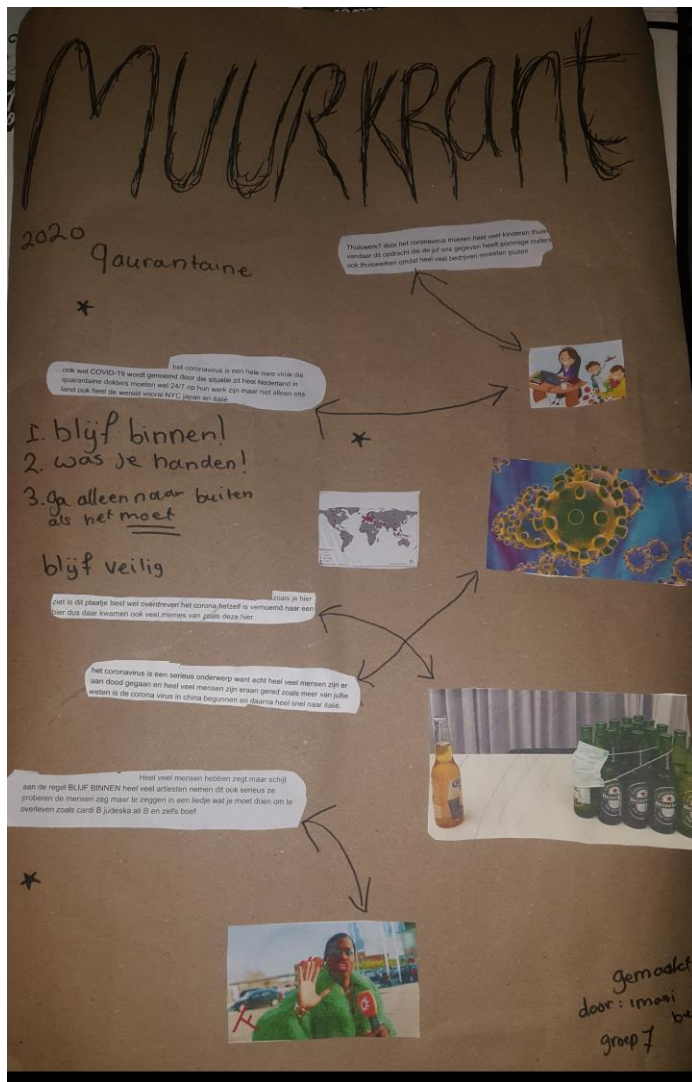 MUURKRant
2020
qaurantaine
Thuiswerk? door het coronavirus moeten heel veel kinderen thuis
vandaar dit opdracht die de juf ons gegeven heeft sommige ouders
ook thuiswerken omdat heel veel bedrijven moesten sluiten
het coronavirus is een hele nare virus die
ook wel COVID-19 wordt genoemd door die situatie zit heel Nederland in
quarantaine dokters moeten wel 24/7 op hun werk zijn maar niet alleen ons
land ook heel de wereld vooral NYC japan en italië.
1. blijf binnen!
2. was je handen!
3. ga alleen naar buiten
als het moet
blijf veilig
zoals je hier
ziet is dit plaatje best wel overdreven het corona hetzelf is vernoemd naar een
bier dus daar kwamen ook veel memes van zoals deze hier.
het coronavirus is een serieus onderwerp want echt heel veel mensen zijn er
aan dood gegaan en heel veel mensen zijn eraan gered zoals meer van jullie
weten is de corona virus in china begonnen en daarna heel snel naar italië.
Heel veel mensen hebben zegt maar schijt
aan de regel BLIJF BINNEN heel veel artiesten nemen dit ook serieus ze
proberen de mensen zeg maar te zeggen in een liedje wat je moet doen om te
overleven zoals cardi B judeska ali B en zelfs boef.
Heineken
gemaakt
door: imani
groep 7